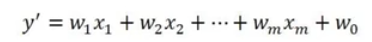 y' = w₁x₁ + w₂x₂ + ⋯ + wₘxₘ + w₀